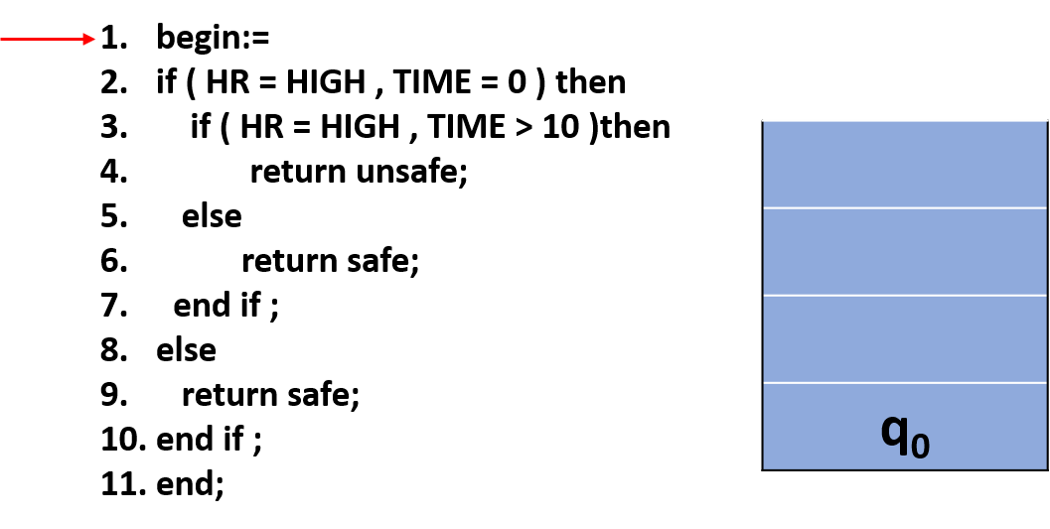 1. begin:=
2. if ( HR = HIGH , TIME = 0 ) then
3. if ( HR = HIGH , TIME > 10 )then
4. return unsafe;
5. else
6. return safe;
7. end if ;
8. else
9. return safe;
10. end if ;
11. end;
q₀